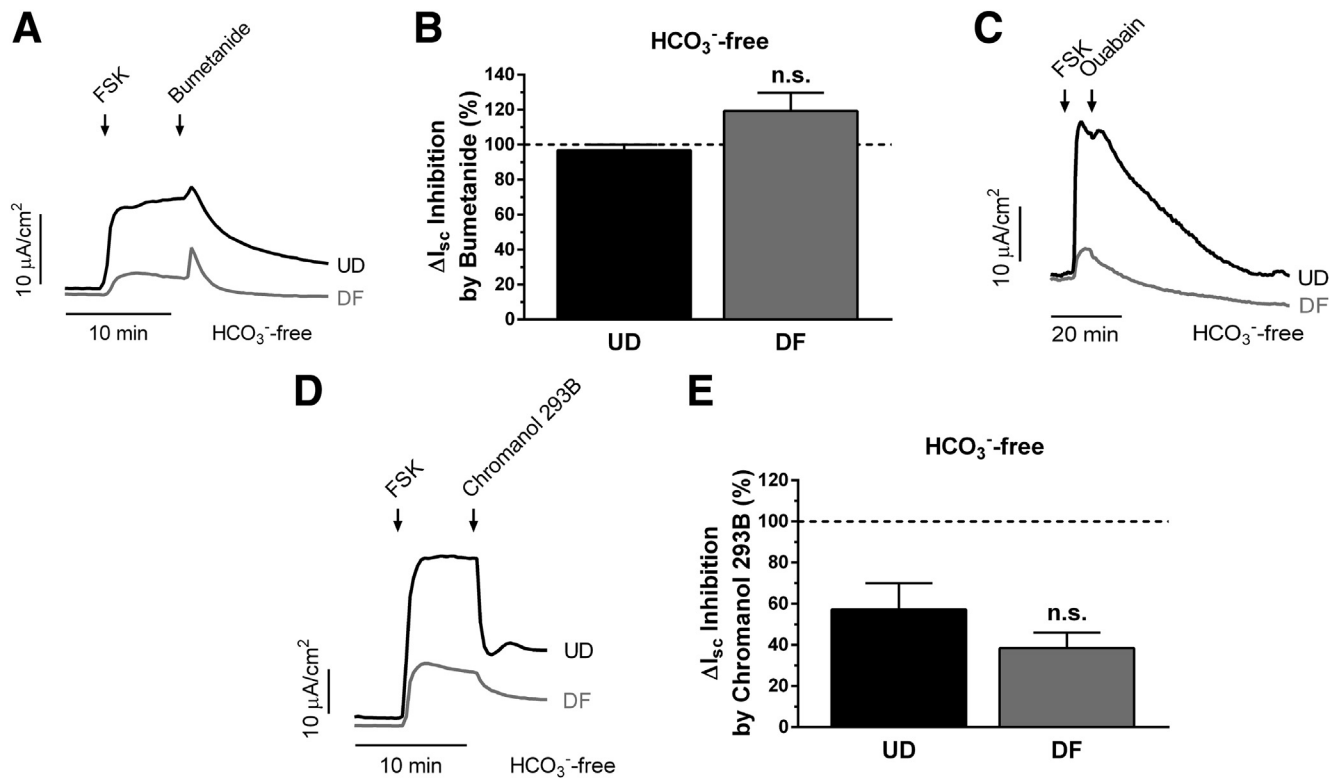 A
FSK
Bumetanide
10 μA/cm²
UD
DF
10 min
HCO₃⁻-free
B
HCO₃⁻-free
ΔIsc Inhibition
by Bumetanide (%)
140
120
100
80
60
40
20
0
n.s.
UD
DF
C
FSK
Ouabain
10 μA/cm²
UD
DF
20 min
HCO₃⁻-free
D
FSK
Chromanol 293B
10 μA/cm²
UD
DF
10 min
HCO₃⁻-free
E
HCO₃⁻-free
ΔIsc Inhibition
by Chromanol 293B (%)
120
100
80
60
40
20
0
n.s.
UD
DF